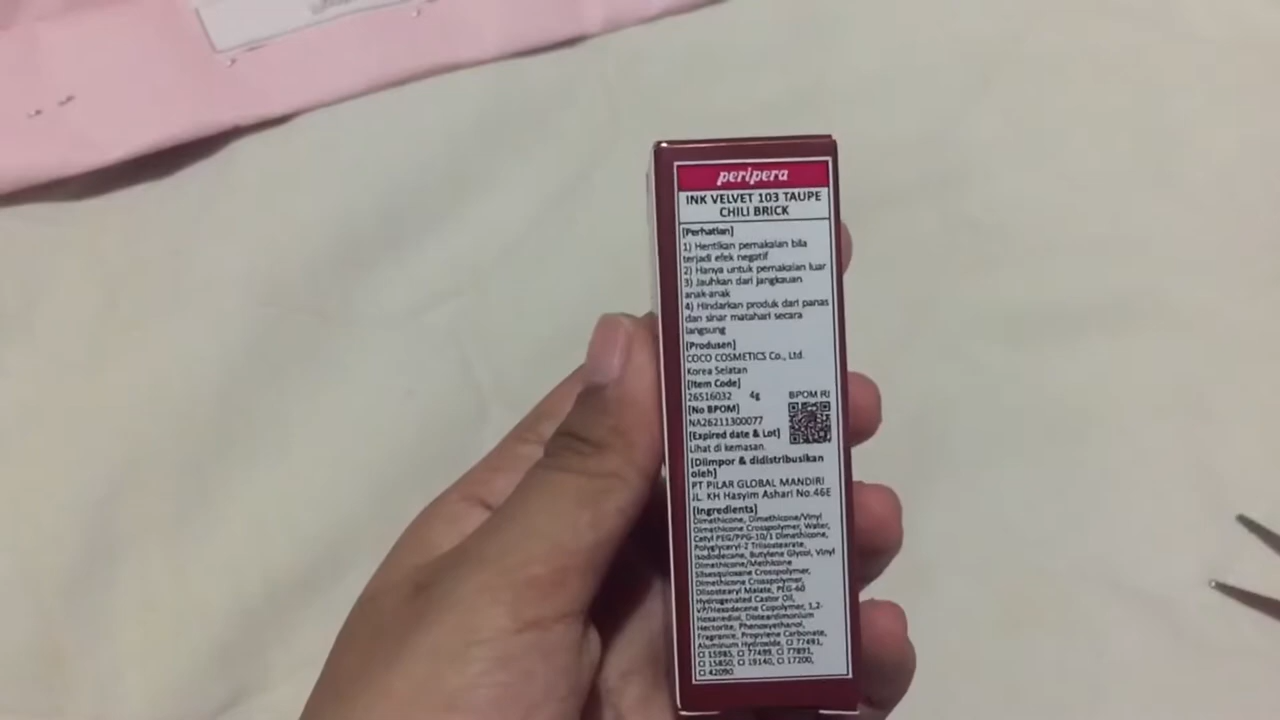 peripera
INK VELVET 103 TAUPE
CHILI BRICK
[Perhatian]
1) Hentikan pemakaian bila
terjadi efek negatif
2) Hanya untuk pemakaian luar
3) Jauhkan dari jangkauan
anak-anak
4) Hindarkan produk dari panas
dan sinar matahari secara
langsung
[Produsen]
COCO COSMETICS Co., Ltd.
Korea Selatan
[Item Code]
26516032 4g BPOM RI
[No BPOM]
NA26211300077
[Expired date & Lot]
Lihat di kemasan.
[Diimpor & didistribusikan
oleh]
PT PILAR GLOBAL MANDIRI
JL. KH Hasyim Ashari No.46E
[Ingredients]
Dimethicone, Dimethicone/Vinyl
Dimethicone Crosspolymer, Water,
Cetyl PEG/PPG-10/1 Dimethicone,
Polyglyceryl-2 Triisostearate,
Isododecane, Butylene Glycol, Vinyl
Dimethicone/Methicone
Silsesquioxane Crosspolymer,
Dimethicone Crosspolymer,
Diisostearyl Malate, PEG-60
Hydrogenated Castor Oil,
VP/Hexadecene Copolymer, 1,2-
Hexanediol, Disteardimonium
Hectorite, Phenoxyethanol,
Fragrance, Propylene Carbonate,
Aluminum Hydroxide, CI 77491,
CI 15985, CI 77499, CI 77891,
CI 15850, CI 19140, CI 17200,
CI 42090